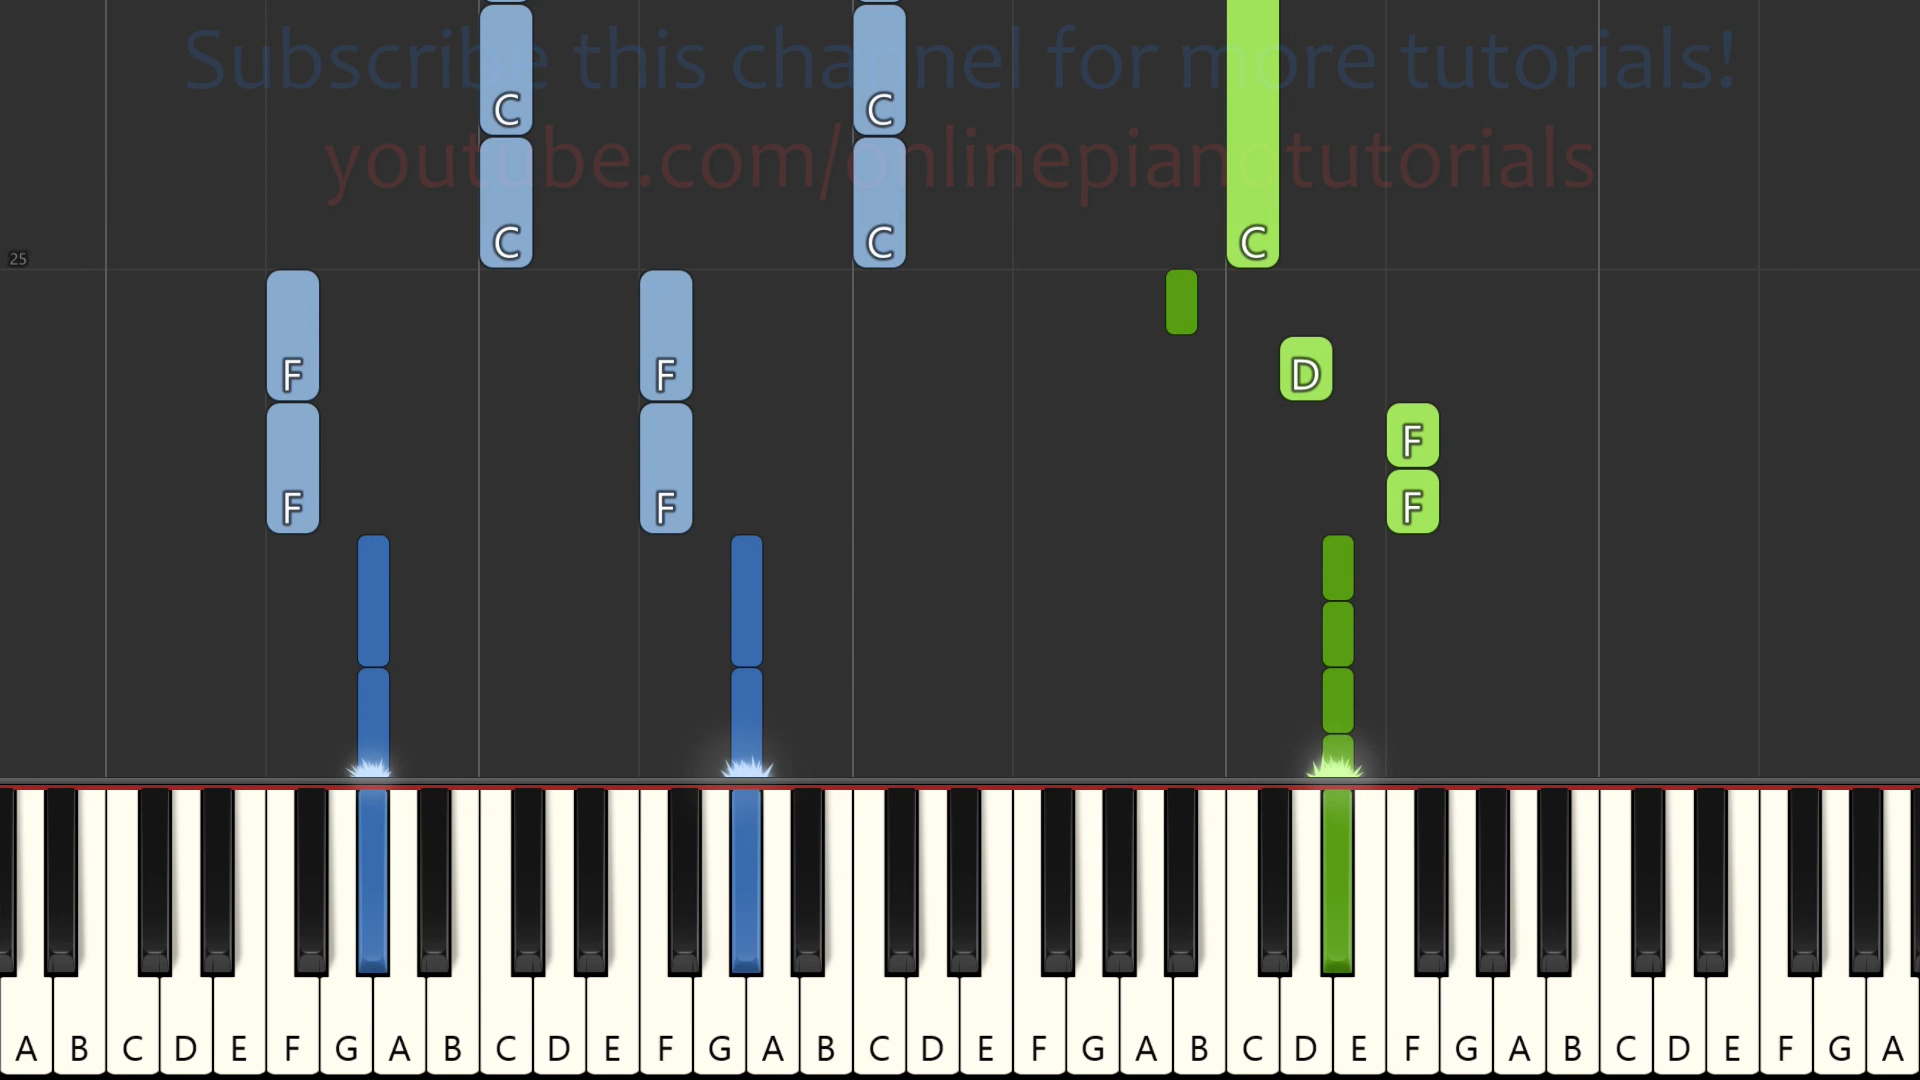 Subscribe this channel for more tutorials!
C C
youtube.com/onlinepianotutorials
C C C
25
F F D
F
F F F
A B C D E F G A B C D E F G A B C D E F G A B C D E F G A B C D E F G A